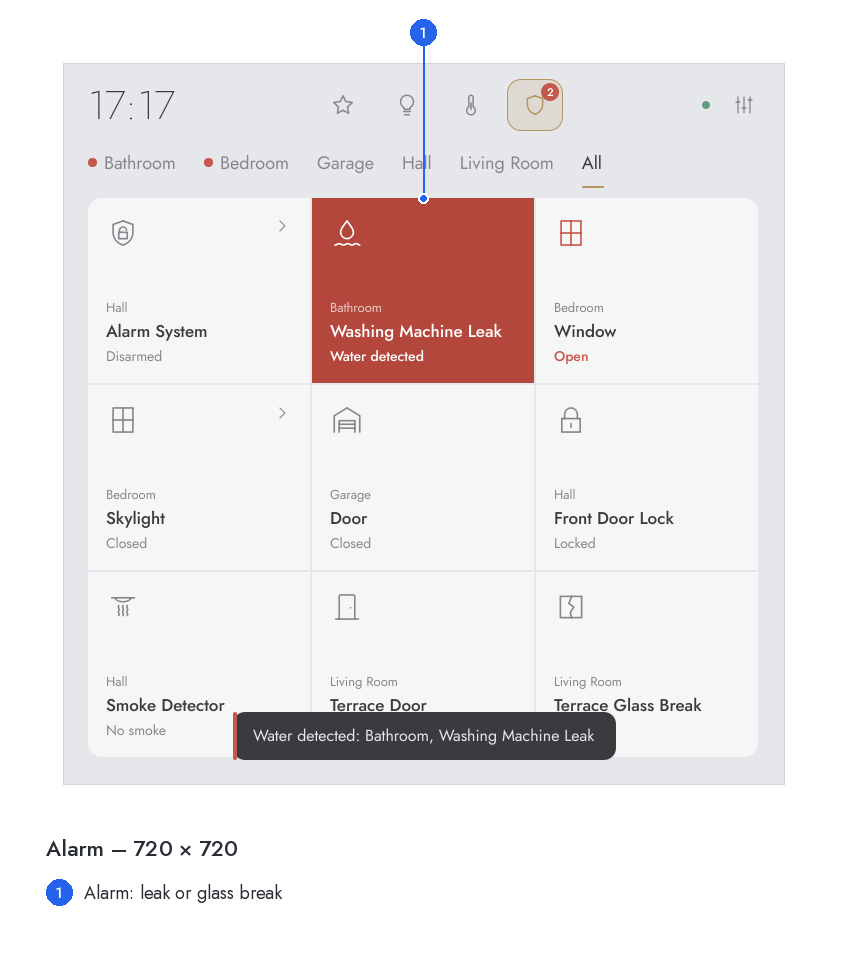 1
17:17
2
Bathroom Bedroom Garage Hall Living Room All
Hall
Alarm System
Disarmed
Bathroom
Washing Machine Leak
Water detected
Bedroom
Window
Open
Bedroom
Skylight
Closed
Garage
Door
Closed
Hall
Front Door Lock
Locked
Hall
Smoke Detector
No smoke
Living Room
Terrace Door
Living Room
Terrace Glass Break
Water detected: Bathroom, Washing Machine Leak
Alarm – 720 × 720
1 Alarm: leak or glass break